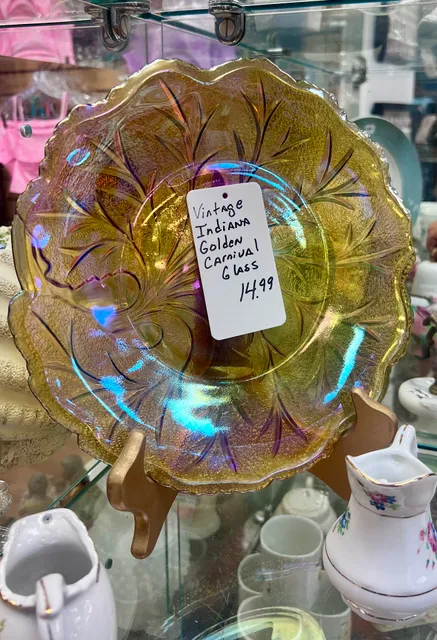 Vintage
Indiana
Golden
Carnival
Glass
14.99